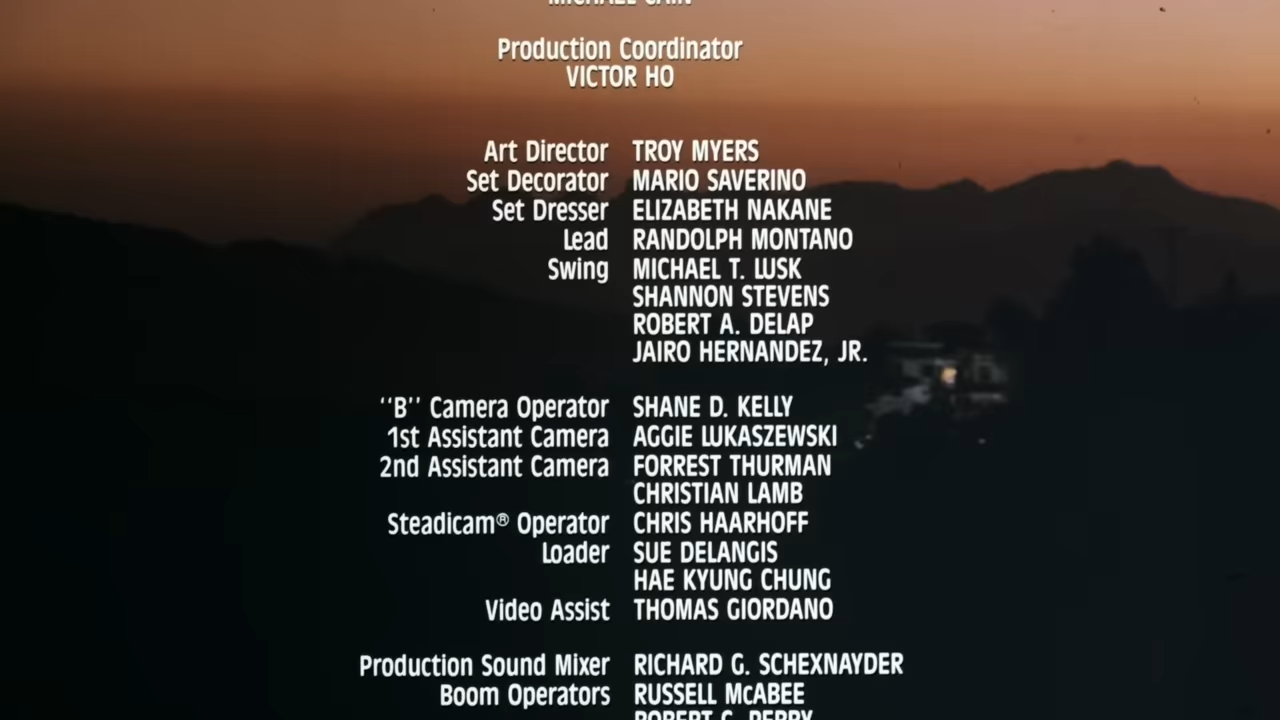 Production Coordinator
VICTOR HO
Art Director TROY MYERS
Set Decorator MARIO SAVERINO
Set Dresser ELIZABETH NAKANE
Lead RANDOLPH MONTANO
Swing MICHAEL T. LUSK
SHANNON STEVENS
ROBERT A. DELAP
JAIRO HERNANDEZ, JR.
"B" Camera Operator SHANE D. KELLY
1st Assistant Camera AGGIE LUKASZEWSKI
2nd Assistant Camera FORREST THURMAN
CHRISTIAN LAMB
Steadicam® Operator CHRIS HAARHOFF
Loader SUE DELANGIS
HAE KYUNG CHUNG
Video Assist THOMAS GIORDANO
Production Sound Mixer RICHARD G. SCHEXNAYDER
Boom Operators RUSSELL McABEE